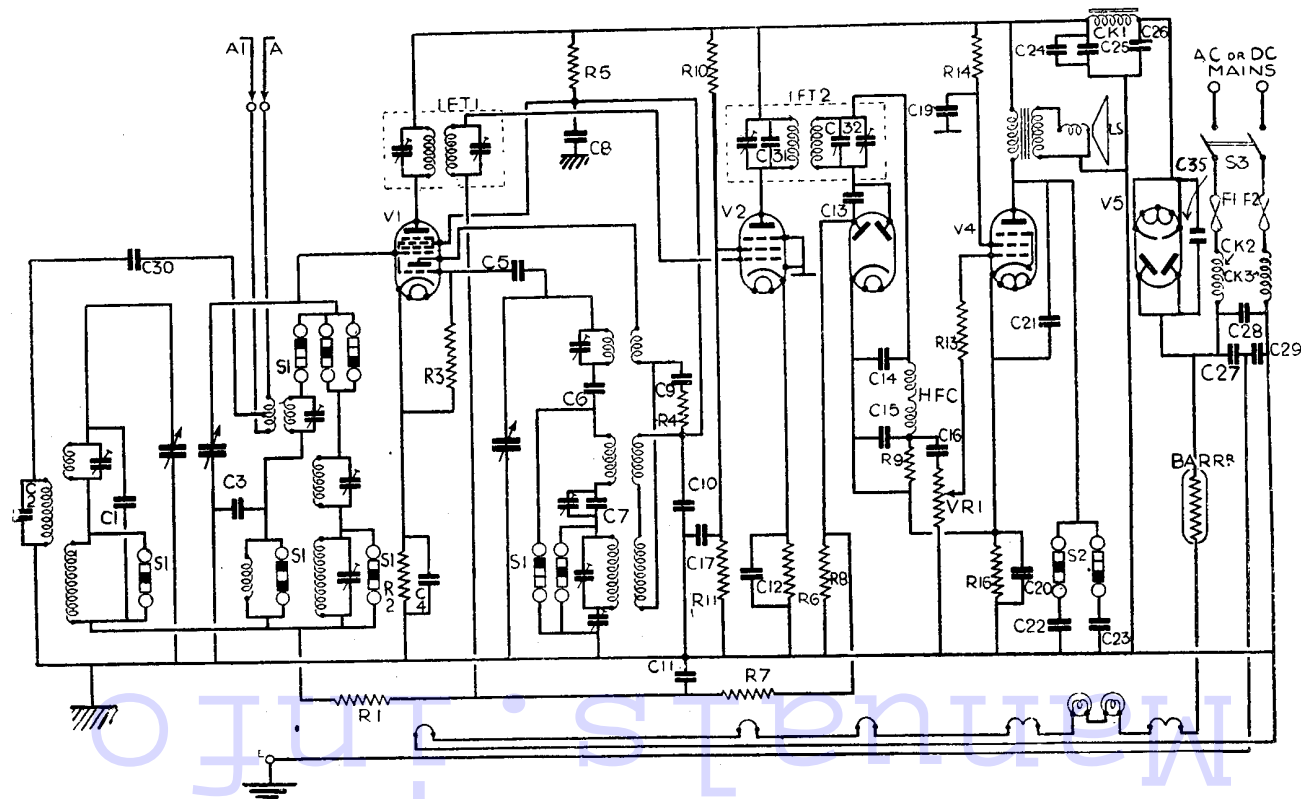 A1 A
IFT1
R5
C8
R10
IFT2
C31
C32
R14
C19
C24
CK1
C25
C26
LS
AC OR DC
MAINS
S3
C35
F1 F2
CK2
CK3
C28
C27
C29
V1
V2
C13
V4
V5
C30
C5
C21
R13
S1
R3
C6
C9
R4
C14
HFC
C15
C16
R9
VR1
BARRR
C2
C1
C3
C10
C7
C17
S1
S1
S1
R2
C4
S1
R11
C12
R6
R8
R16
C20
S2
C22
C23
C11
R1
R7
E
Manuals.info